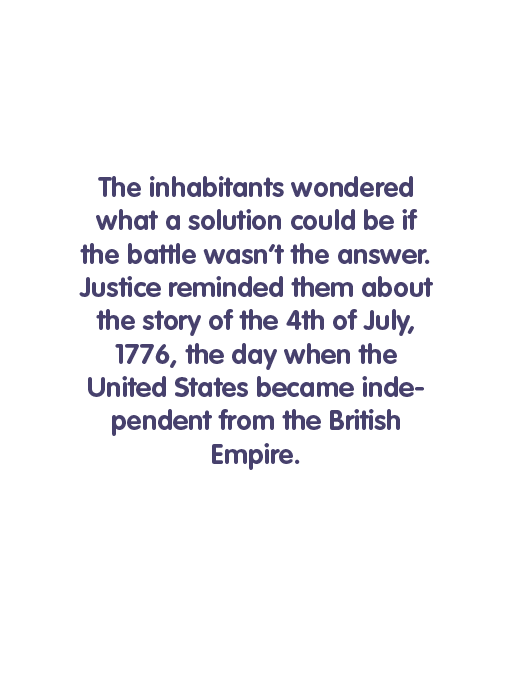 The inhabitants wondered
what a solution could be if
the battle wasn't the answer.
Justice reminded them about
the story of the 4th of July,
1776, the day when the
United States became inde-
pendent from the British
Empire.